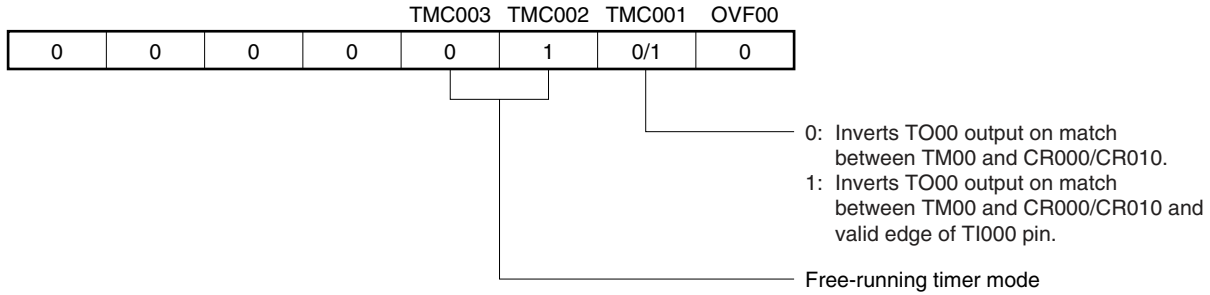 TMC003 TMC002 TMC001 OVF00
0 0 0 0 0 1 0/1 0
0: Inverts TO00 output on match
between TM00 and CR000/CR010.
1: Inverts TO00 output on match
between TM00 and CR000/CR010 and
valid edge of TI000 pin.
Free-running timer mode